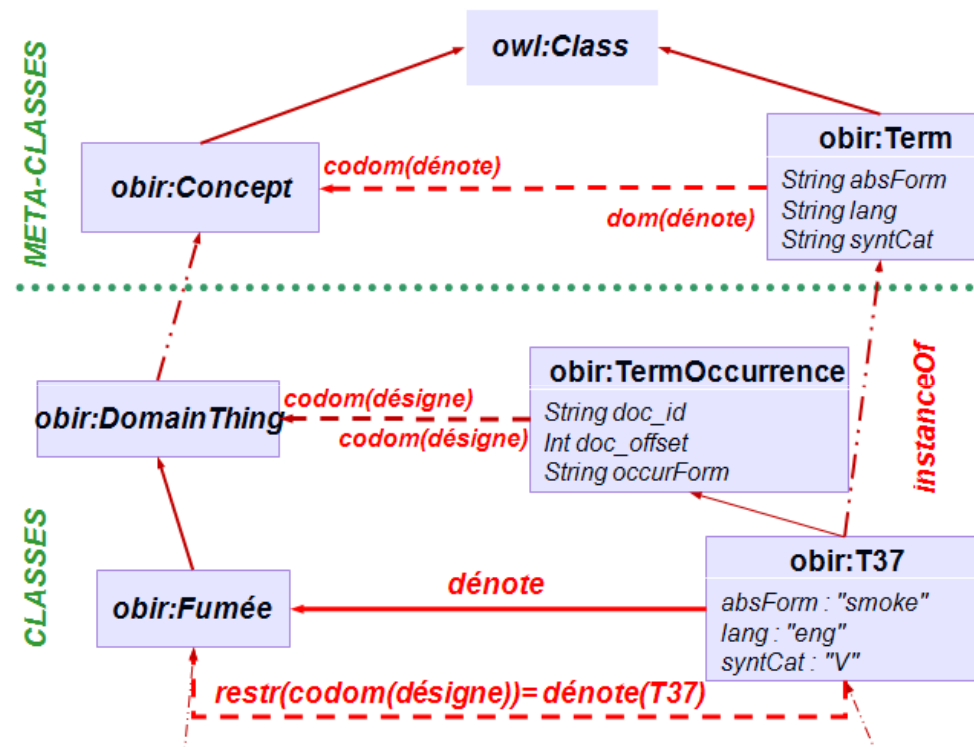 META-CLASSES
owl:Class
obir:Concept
codom(dénote)
dom(dénote)
obir:Term
String absForm
String lang
String syntCat
CLASSES
obir:DomainThing
codom(désigne)
codom(désigne)
obir:TermOccurrence
String doc_id
Int doc_offset
String occurForm
instanceOf
obir:Fumée
dénote
obir:T37
absForm : "smoke"
lang : "eng"
syntCat : "V"
restr(codom(désigne))= dénote(T37)